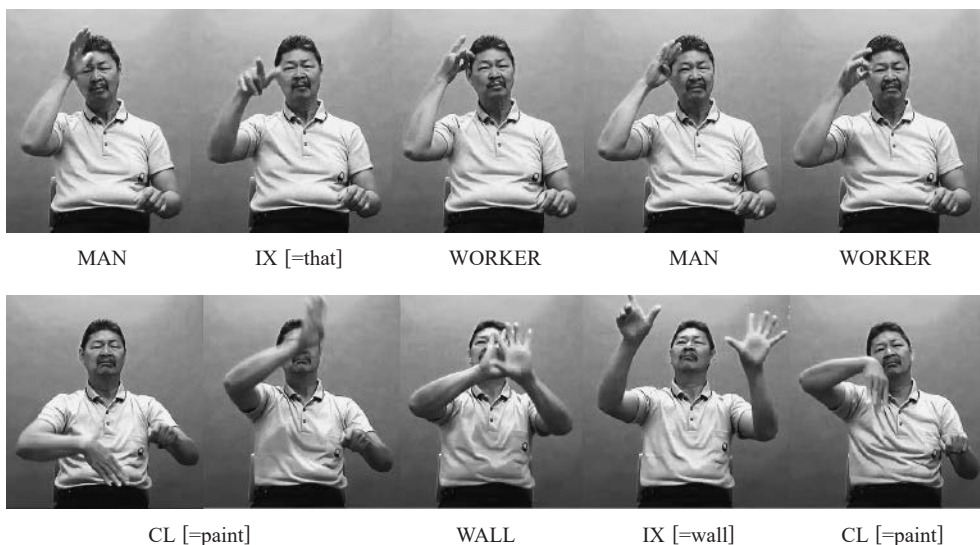 MAN IX [=that] WORKER MAN WORKER
CL [=paint] WALL IX [=wall] CL [=paint]